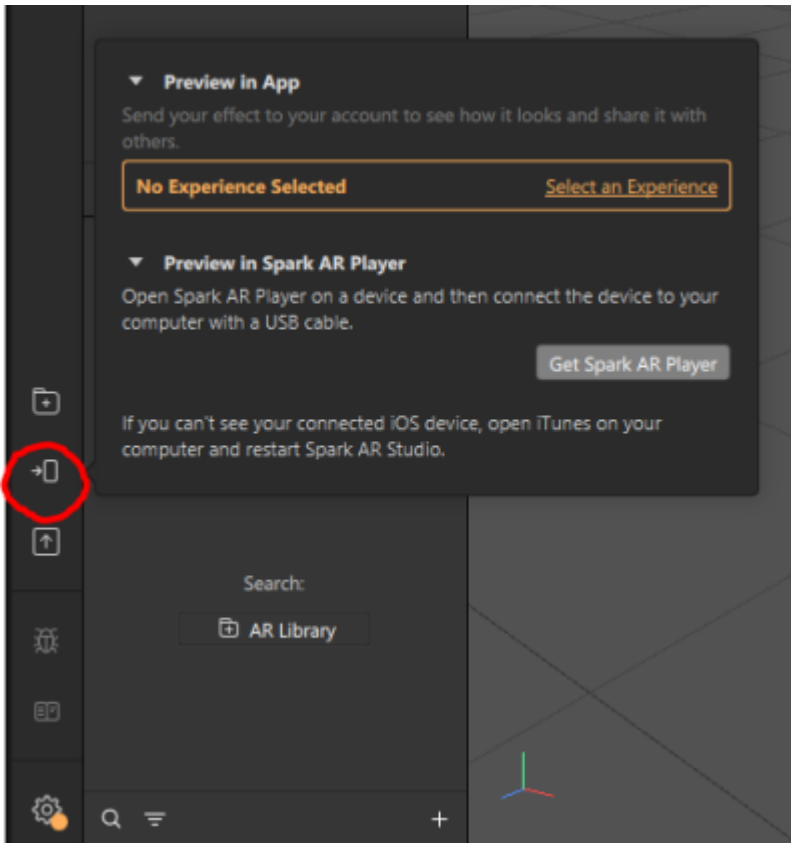 Preview in App
Send your effect to your account to see how it looks and share it with
others.
No Experience Selected Select an Experience
Preview in Spark AR Player
Open Spark AR Player on a device and then connect the device to your
computer with a USB cable.
Get Spark AR Player
If you can't see your connected iOS device, open iTunes on your
computer and restart Spark AR Studio.
Search:
AR Library